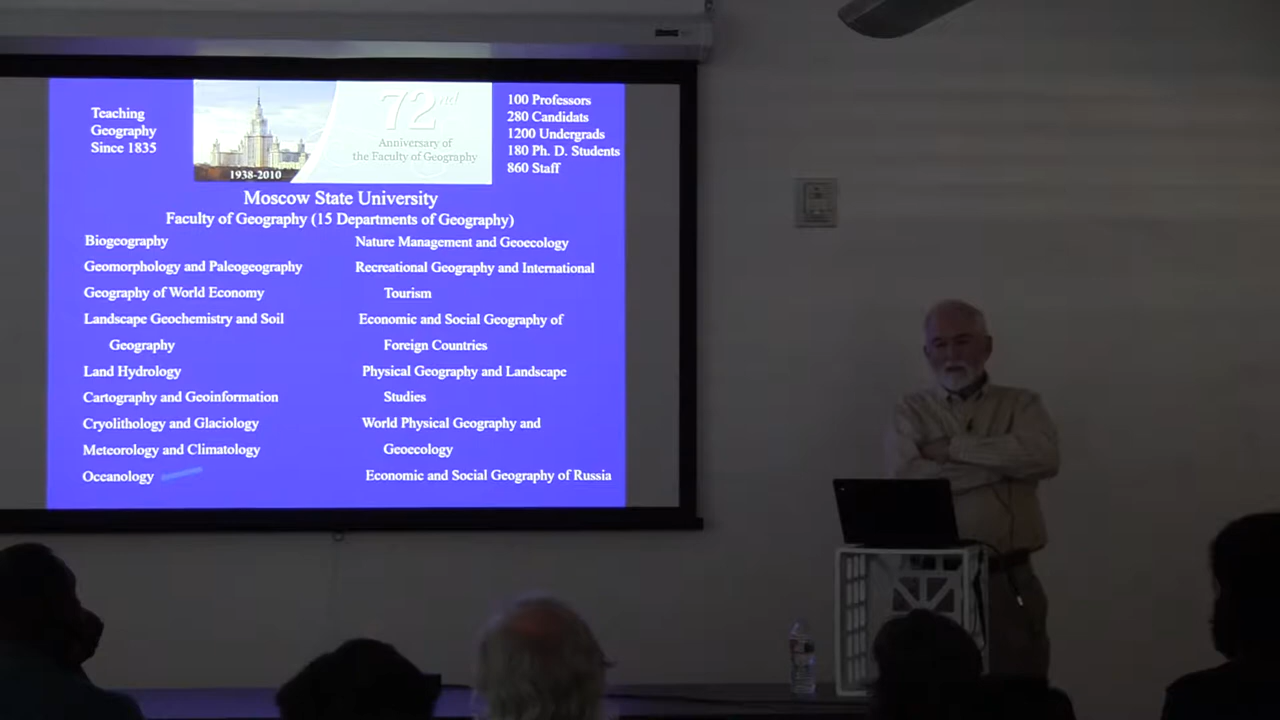 Teaching
Geography
Since 1835
72nd
Anniversary of
the Faculty of Geography
1938-2010
100 Professors
280 Candidats
1200 Undergrads
180 Ph. D. Students
860 Staff
Moscow State University
Faculty of Geography (15 Departments of Geography)
Biogeography
Geomorphology and Paleogeography
Geography of World Economy
Landscape Geochemistry and Soil
Geography
Land Hydrology
Cartography and Geoinformation
Cryolithology and Glaciology
Meteorology and Climatology
Oceanology
Nature Management and Geoecology
Recreational Geography and International
Tourism
Economic and Social Geography of
Foreign Countries
Physical Geography and Landscape
Studies
World Physical Geography and
Geoecology
Economic and Social Geography of Russia